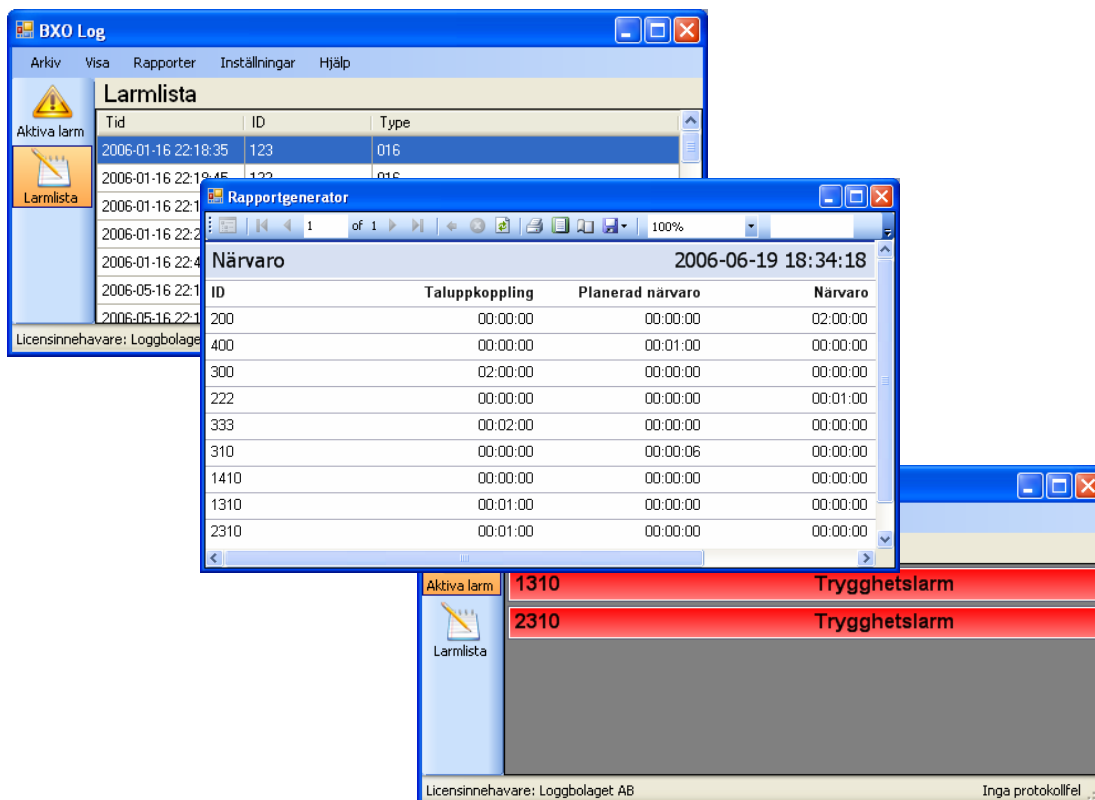 BXO Log
Arkiv Visa Rapporter Inställningar Hjälp
Aktiva larm
Larmlista
Larmlista
Tid ID Type
2006-01-16 22:18:35 123 016
2006-01-16 22:1
2006-01-16 22:1
2006-01-16 22:2
2006-01-16 22:4
2006-05-16 22:1
2006-05-16 22:1
Licensinnehavare: Loggbolage
Rapportgenerator
1 of 1 100%
Närvaro 2006-06-19 18:34:18
ID Taluppkoppling Planerad närvaro Närvaro
200 00:00:00 00:00:00 02:00:00
400 00:00:00 00:01:00 00:00:00
300 02:00:00 00:00:00 00:00:00
222 00:00:00 00:00:00 00:01:00
333 00:02:00 00:00:00 00:00:00
310 00:00:00 00:00:06 00:00:00
1410 00:00:00 00:00:00 00:00:00
1310 00:01:00 00:00:00 00:00:00
2310 00:01:00 00:00:00 00:00:00
Aktiva larm
Larmlista
1310 Trygghetslarm
2310 Trygghetslarm
Licensinnehavare: Loggbolaget AB Inga protokollfel